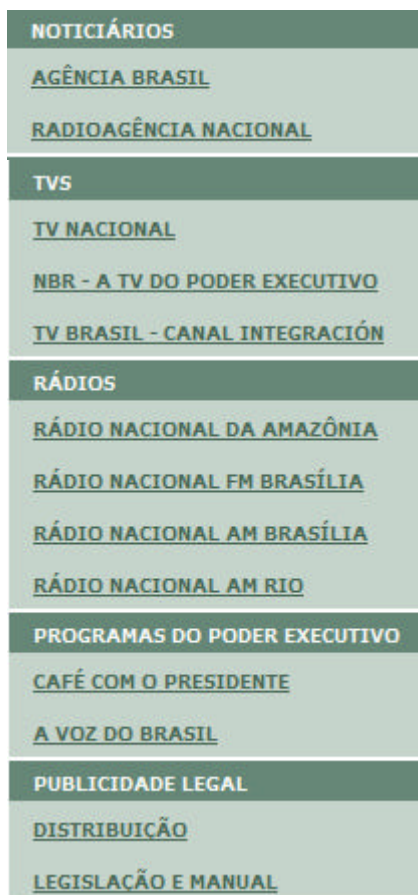 NOTICIÁRIOS
AGÊNCIA BRASIL
RADIOAGÊNCIA NACIONAL
TVS
TV NACIONAL
NBR - A TV DO PODER EXECUTIVO
TV BRASIL - CANAL INTEGRACIÓN
RÁDIOS
RÁDIO NACIONAL DA AMAZÔNIA
RÁDIO NACIONAL FM BRASÍLIA
RÁDIO NACIONAL AM BRASÍLIA
RÁDIO NACIONAL AM RIO
PROGRAMAS DO PODER EXECUTIVO
CAFÉ COM O PRESIDENTE
A VOZ DO BRASIL
PUBLICIDADE LEGAL
DISTRIBUIÇÃO
LEGISLAÇÃO E MANUAL